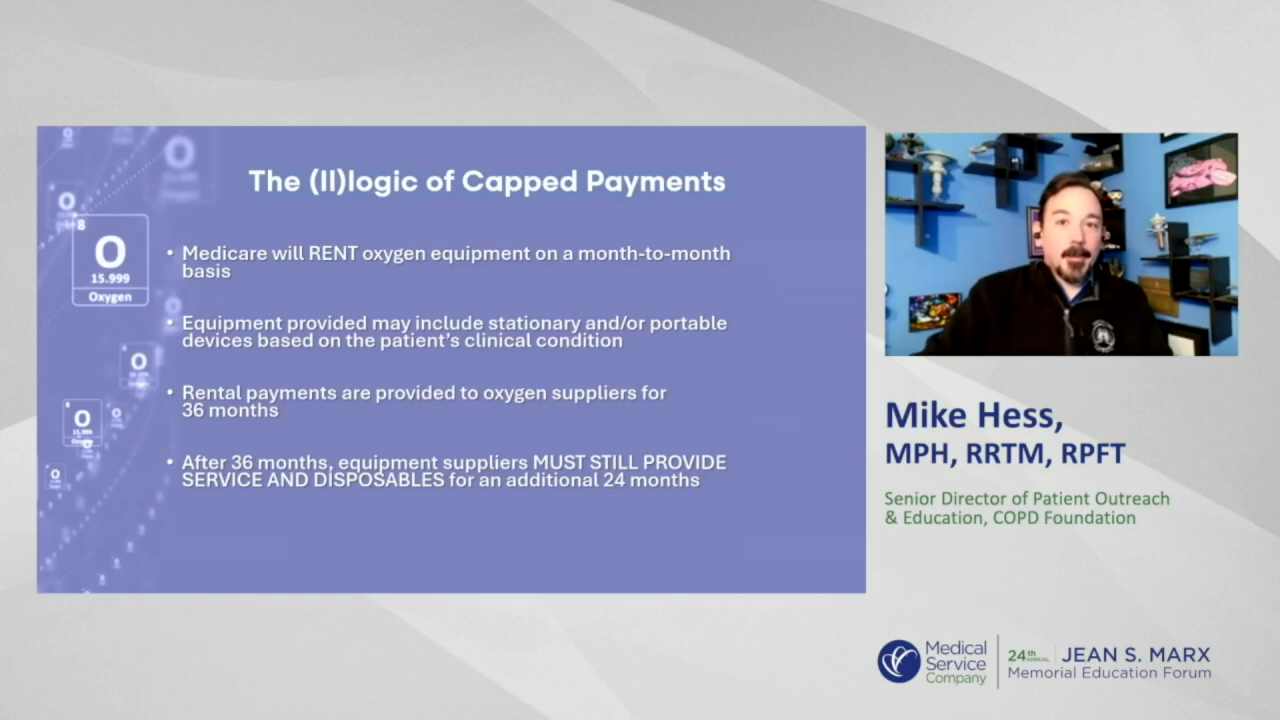 The (Il)logic of Capped Payments
• Medicare will RENT oxygen equipment on a month-to-month
basis
• Equipment provided may include stationary and/or portable
devices based on the patient's clinical condition
• Rental payments are provided to oxygen suppliers for
36 months
• After 36 months, equipment suppliers MUST STILL PROVIDE
SERVICE AND DISPOSABLES for an additional 24 months
O
O
8
O
15.999
Oxygen
O
O
O
O
O
Mike Hess,
MPH, RRTM, RPFT
Senior Director of Patient Outreach
& Education, COPD Foundation
Medical
Service
Company
24th ANNUAL JEAN S. MARX
Memorial Education Forum